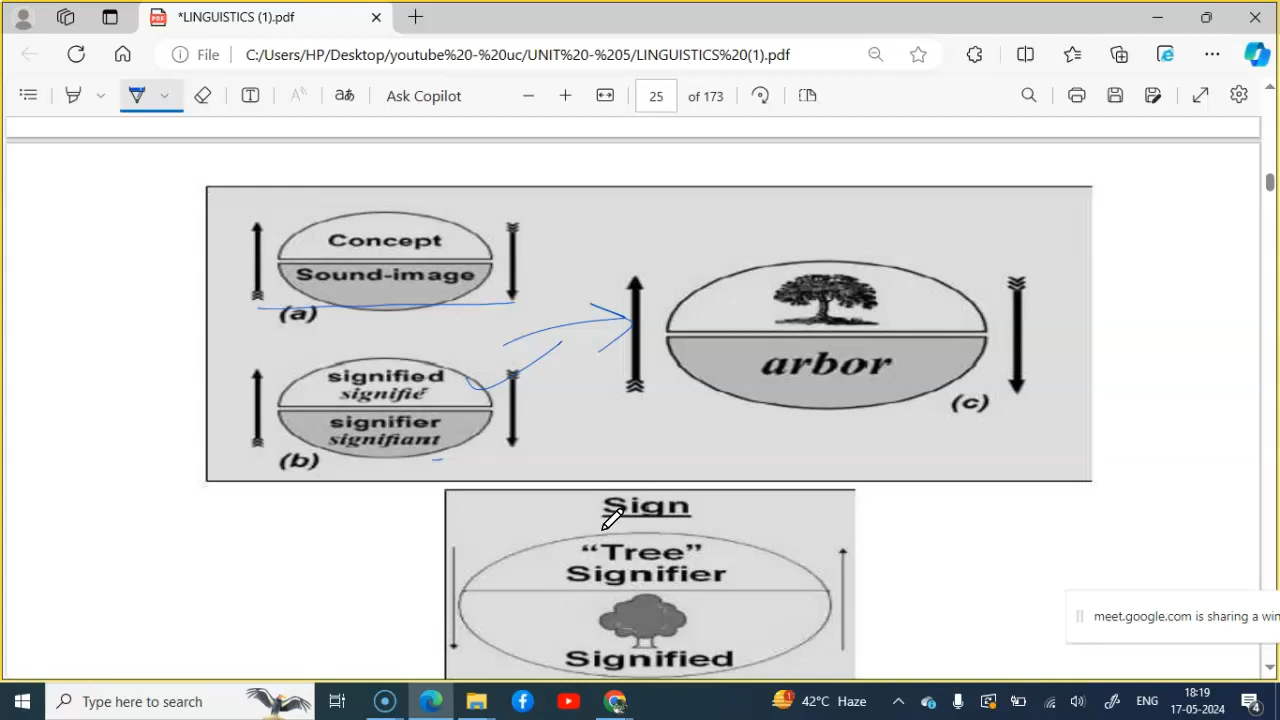 *LINGUISTICS (1).pdf
File
C:/Users/HP/Desktop/youtube%20-%20uc/UNIT%20-%205/LINGUISTICS%20(1).pdf
Ask Copilot
25
of 173
Concept
Sound-image
(a)
signified
signifié
signifier
signifiant
(b)
arbor
(c)
Sign
“Tree”
Signifier
Signified
meet.google.com is sharing a win
Type here to search
42°C Haze
ENG
18:19
17-05-2024
4